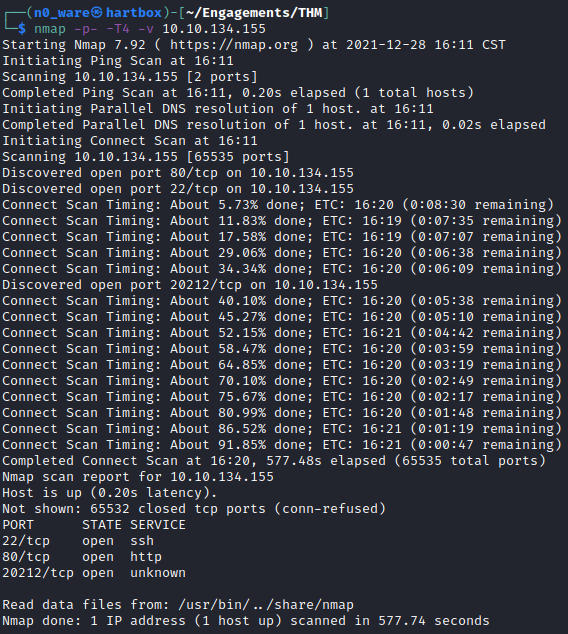 ┌──(n0_ware㉿hartbox)-[~/Engagements/THM]
└─$ nmap -p- -T4 -v 10.10.134.155
Starting Nmap 7.92 ( https://nmap.org ) at 2021-12-28 16:11 CST
Initiating Ping Scan at 16:11
Scanning 10.10.134.155 [2 ports]
Completed Ping Scan at 16:11, 0.20s elapsed (1 total hosts)
Initiating Parallel DNS resolution of 1 host. at 16:11
Completed Parallel DNS resolution of 1 host. at 16:11, 0.02s elapsed
Initiating Connect Scan at 16:11
Scanning 10.10.134.155 [65535 ports]
Discovered open port 80/tcp on 10.10.134.155
Discovered open port 22/tcp on 10.10.134.155
Connect Scan Timing: About 5.73% done; ETC: 16:20 (0:08:30 remaining)
Connect Scan Timing: About 11.83% done; ETC: 16:19 (0:07:35 remaining)
Connect Scan Timing: About 17.58% done; ETC: 16:19 (0:07:07 remaining)
Connect Scan Timing: About 29.06% done; ETC: 16:20 (0:06:38 remaining)
Connect Scan Timing: About 34.34% done; ETC: 16:20 (0:06:09 remaining)
Discovered open port 20212/tcp on 10.10.134.155
Connect Scan Timing: About 40.10% done; ETC: 16:20 (0:05:38 remaining)
Connect Scan Timing: About 45.27% done; ETC: 16:20 (0:05:10 remaining)
Connect Scan Timing: About 52.15% done; ETC: 16:21 (0:04:42 remaining)
Connect Scan Timing: About 58.47% done; ETC: 16:20 (0:03:59 remaining)
Connect Scan Timing: About 64.85% done; ETC: 16:20 (0:03:19 remaining)
Connect Scan Timing: About 70.10% done; ETC: 16:20 (0:02:49 remaining)
Connect Scan Timing: About 75.67% done; ETC: 16:20 (0:02:17 remaining)
Connect Scan Timing: About 80.99% done; ETC: 16:20 (0:01:48 remaining)
Connect Scan Timing: About 86.52% done; ETC: 16:21 (0:01:19 remaining)
Connect Scan Timing: About 91.85% done; ETC: 16:21 (0:00:47 remaining)
Completed Connect Scan at 16:20, 577.48s elapsed (65535 total ports)
Nmap scan report for 10.10.134.155
Host is up (0.20s latency).
Not shown: 65532 closed tcp ports (conn-refused)
PORT      STATE SERVICE
22/tcp    open  ssh
80/tcp    open  http
20212/tcp open  unknown
Read data files from: /usr/bin/../share/nmap
Nmap done: 1 IP address (1 host up) scanned in 577.74 seconds